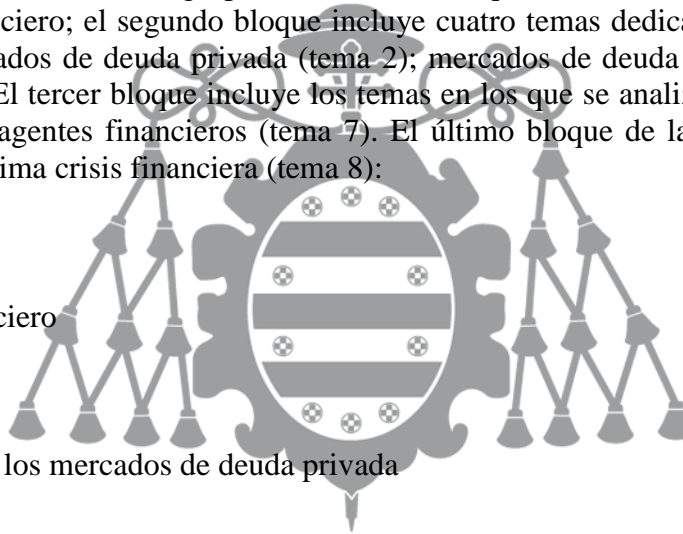 ciero; el segundo bloque incluye cuatro temas dedica
ados de deuda privada (tema 2); mercados de deuda
El tercer bloque incluye los temas en los que se analiz
agentes financieros (tema 7). El último bloque de la
ima crisis financiera (tema 8):
ciero
los mercados de deuda privada